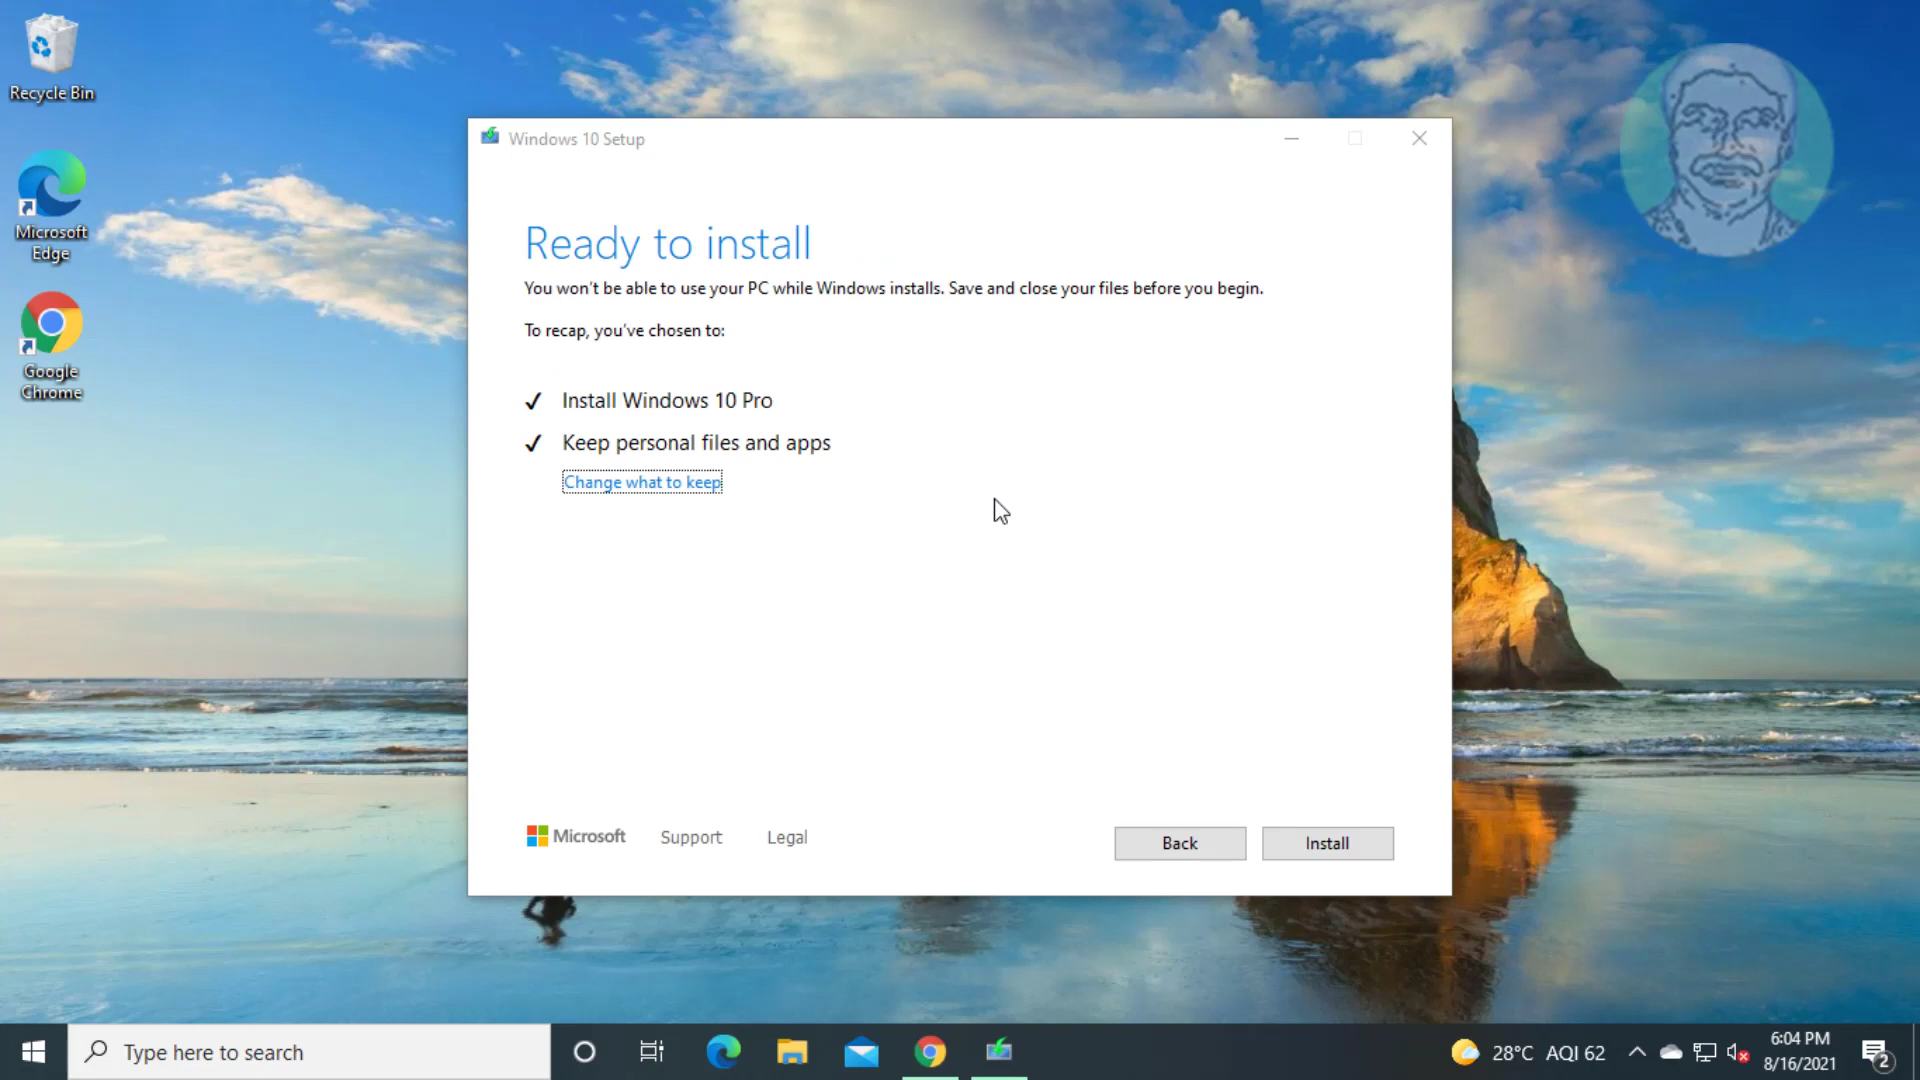 Recycle Bin
Microsoft
Edge
Google
Chrome
Windows 10 Setup
Ready to install
You won't be able to use your PC while Windows installs. Save and close your files before you begin.
To recap, you've chosen to:
✓ Install Windows 10 Pro
✓ Keep personal files and apps
Change what to keep
Microsoft Support Legal Back Install
Type here to search
28°C AQI 62
6:04 PM
8/16/2021
2